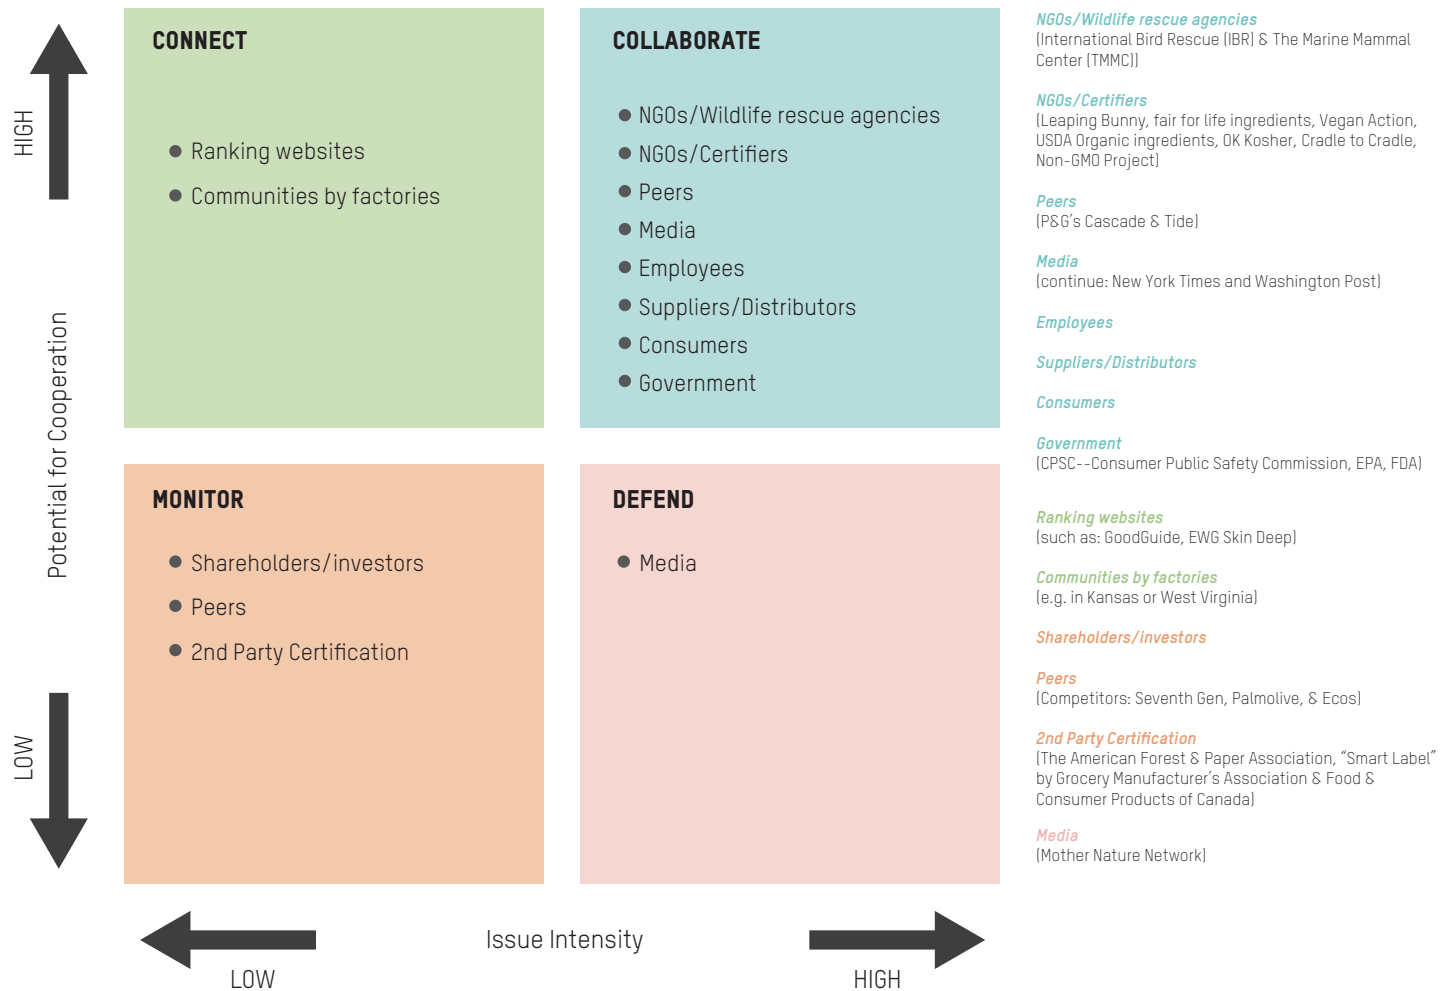 HIGH
Potential for Cooperation
LOW
CONNECT
Ranking websites
Communities by factories
COLLABORATE
NGOs/Wildlife rescue agencies
NGOs/Certifiers
Peers
Media
Employees
Suppliers/Distributors
Consumers
Government
MONITOR
Shareholders/investors
Peers
2nd Party Certification
DEFEND
Media
Issue Intensity
LOW
HIGH
NGOs/Wildlife rescue agencies
(International Bird Rescue (IBR) & The Marine Mammal
Center (TMMC))
NGOs/Certifiers
(Leaping Bunny, fair for life ingredients, Vegan Action,
USDA Organic ingredients, OK Kosher, Cradle to Cradle,
Non-GMO Project)
Peers
(P&G's Cascade & Tide)
Media
(continue: New York Times and Washington Post)
Employees
Suppliers/Distributors
Consumers
Government
(CPSC--Consumer Public Safety Commission, EPA, FDA)
Ranking websites
(such as: GoodGuide, EWG Skin Deep)
Communities by factories
(e.g. in Kansas or West Virginia)
Shareholders/investors
Peers
(Competitors: Seventh Gen, Palmolive, & Ecos)
2nd Party Certification
(The American Forest & Paper Association, “Smart Label”
by Grocery Manufacturer's Association & Food &
Consumer Products of Canada)
Media
(Mother Nature Network)